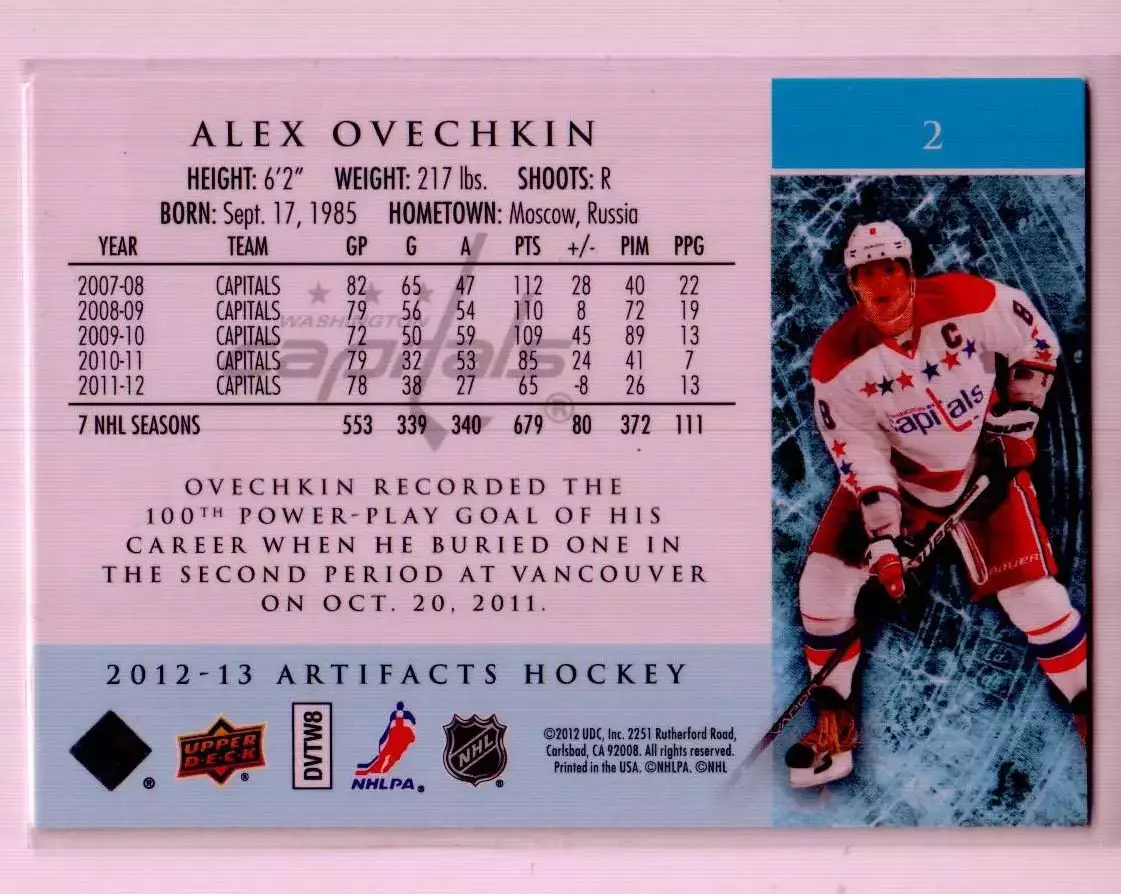 2
ALEX OVECHKIN
HEIGHT: 6'2" WEIGHT: 217 lbs. SHOOTS: R
BORN: Sept. 17, 1985 HOMETOWN: Moscow, Russia
YEAR TEAM GP G A PTS +/- PIM PPG
2007-08 CAPITALS 82 65 47 112 28 40 22
2008-09 CAPITALS 79 56 54 110 8 72 19
2009-10 CAPITALS 72 50 59 109 45 89 13
2010-11 CAPITALS 79 32 53 85 24 41 7
2011-12 CAPITALS 78 38 27 65 -8 26 13
7 NHL SEASONS 553 339 340 679 80 372 111
WASHINGTON
capitals®
OVECHKIN RECORDED THE
100TH POWER-PLAY GOAL OF HIS
CAREER WHEN HE BURIED ONE IN
THE SECOND PERIOD AT VANCOUVER
ON OCT. 20, 2011.
8
C
8
capitals
BAUER
2012-13 ARTIFACTS HOCKEY
®
UPPER
DECK
®
DVTW8
NHLPA®
NHL
®
©2012 UDC, Inc. 2251 Rutherford Road,
Carlsbad, CA 92008. All rights reserved.
Printed in the USA. ©NHLPA. ©NHL